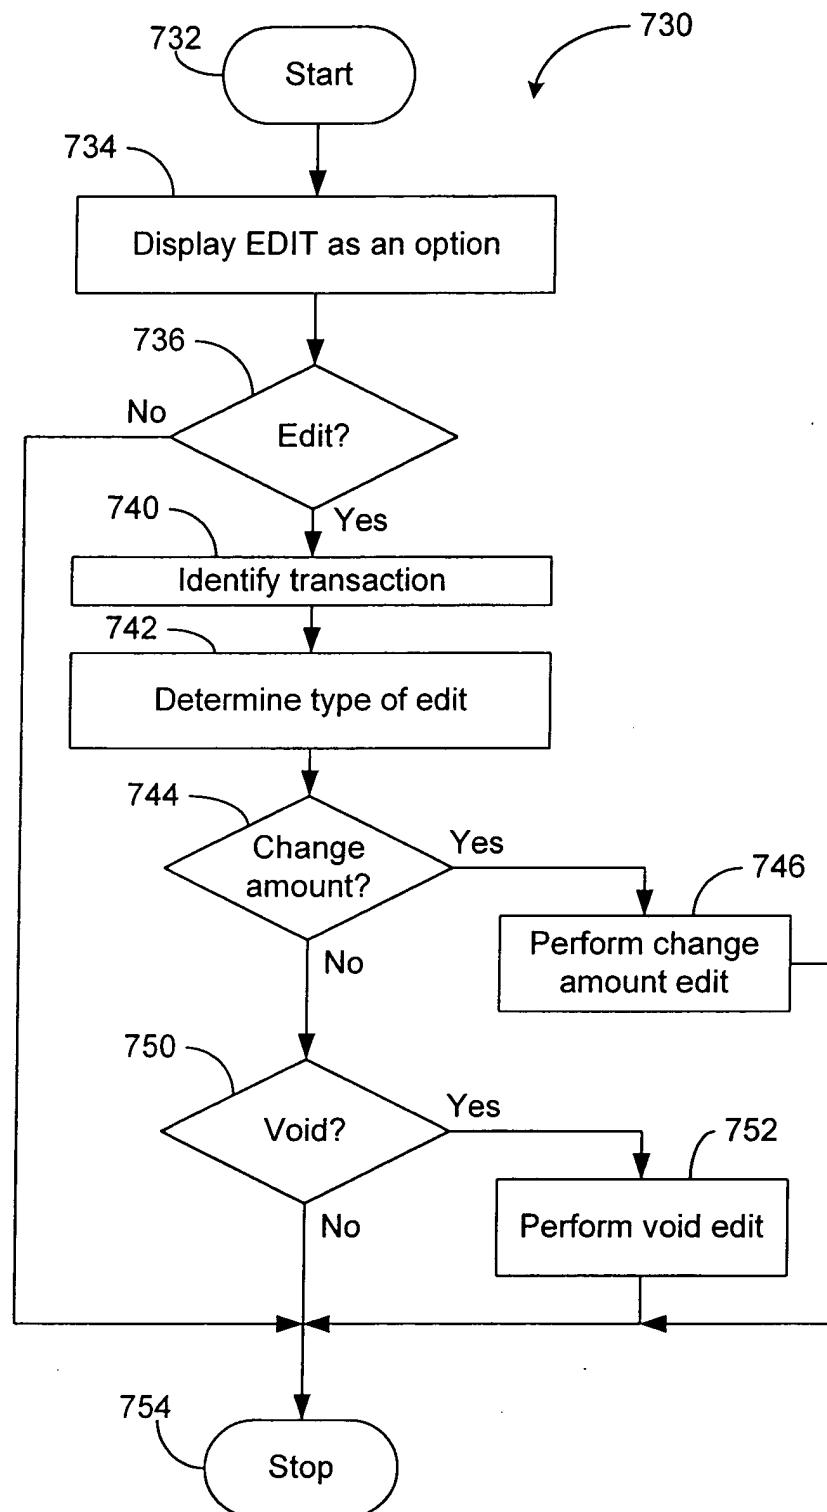 730
732
Start
734
Display EDIT as an option
736
No
Edit?
Yes
740
Identify transaction
742
Determine type of edit
744
Change
amount?
Yes
746
Perform change
amount edit
No
750
Void?
Yes
752
Perform void edit
No
754
Stop